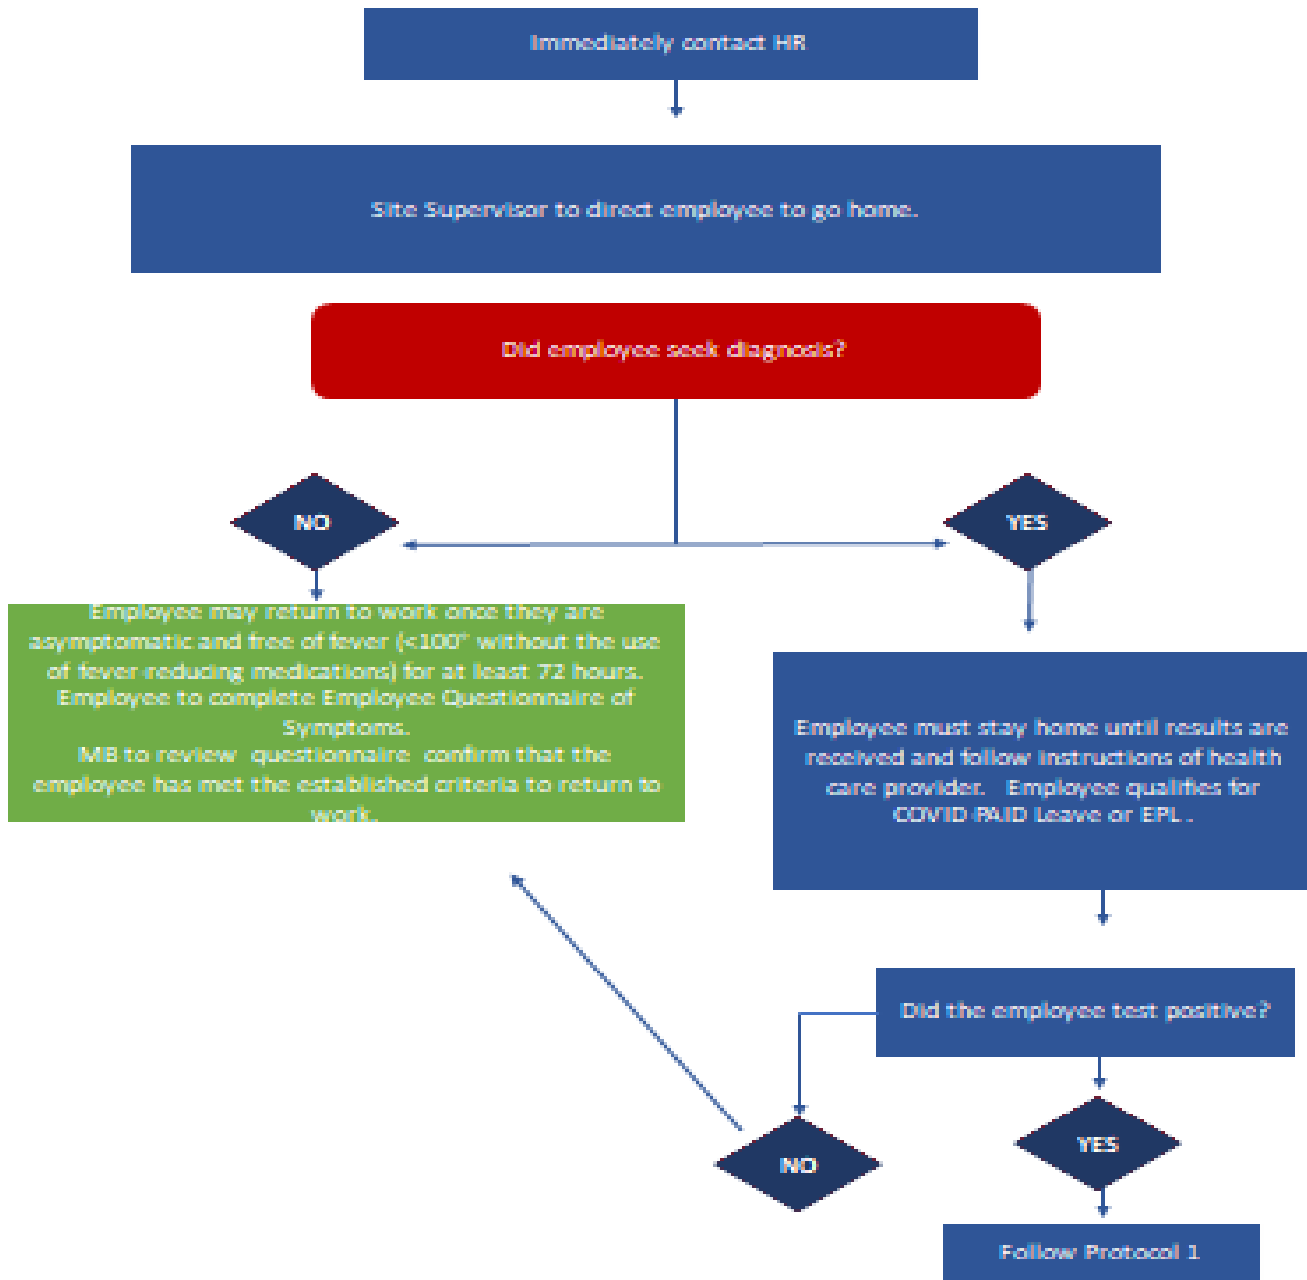 Immediately contact HR
Site Supervisor to direct employee to go home.
Did employee seek diagnosis?
NO
YES
Employee may return to work once they are
asymptomatic and free of fever (<100° without the use
of fever-reducing medications) for at least 72 hours.
Employee to complete Employee Questionnaire of
Symptoms.
MB to review questionnaire confirm that the
employee has met the established criteria to return to
work.
Employee must stay home until results are
received and follow instructions of health
care provider. Employee qualifies for
COVID-PAID Leave or EPL .
Did the employee test positive?
NO
YES
Follow Protocol 1